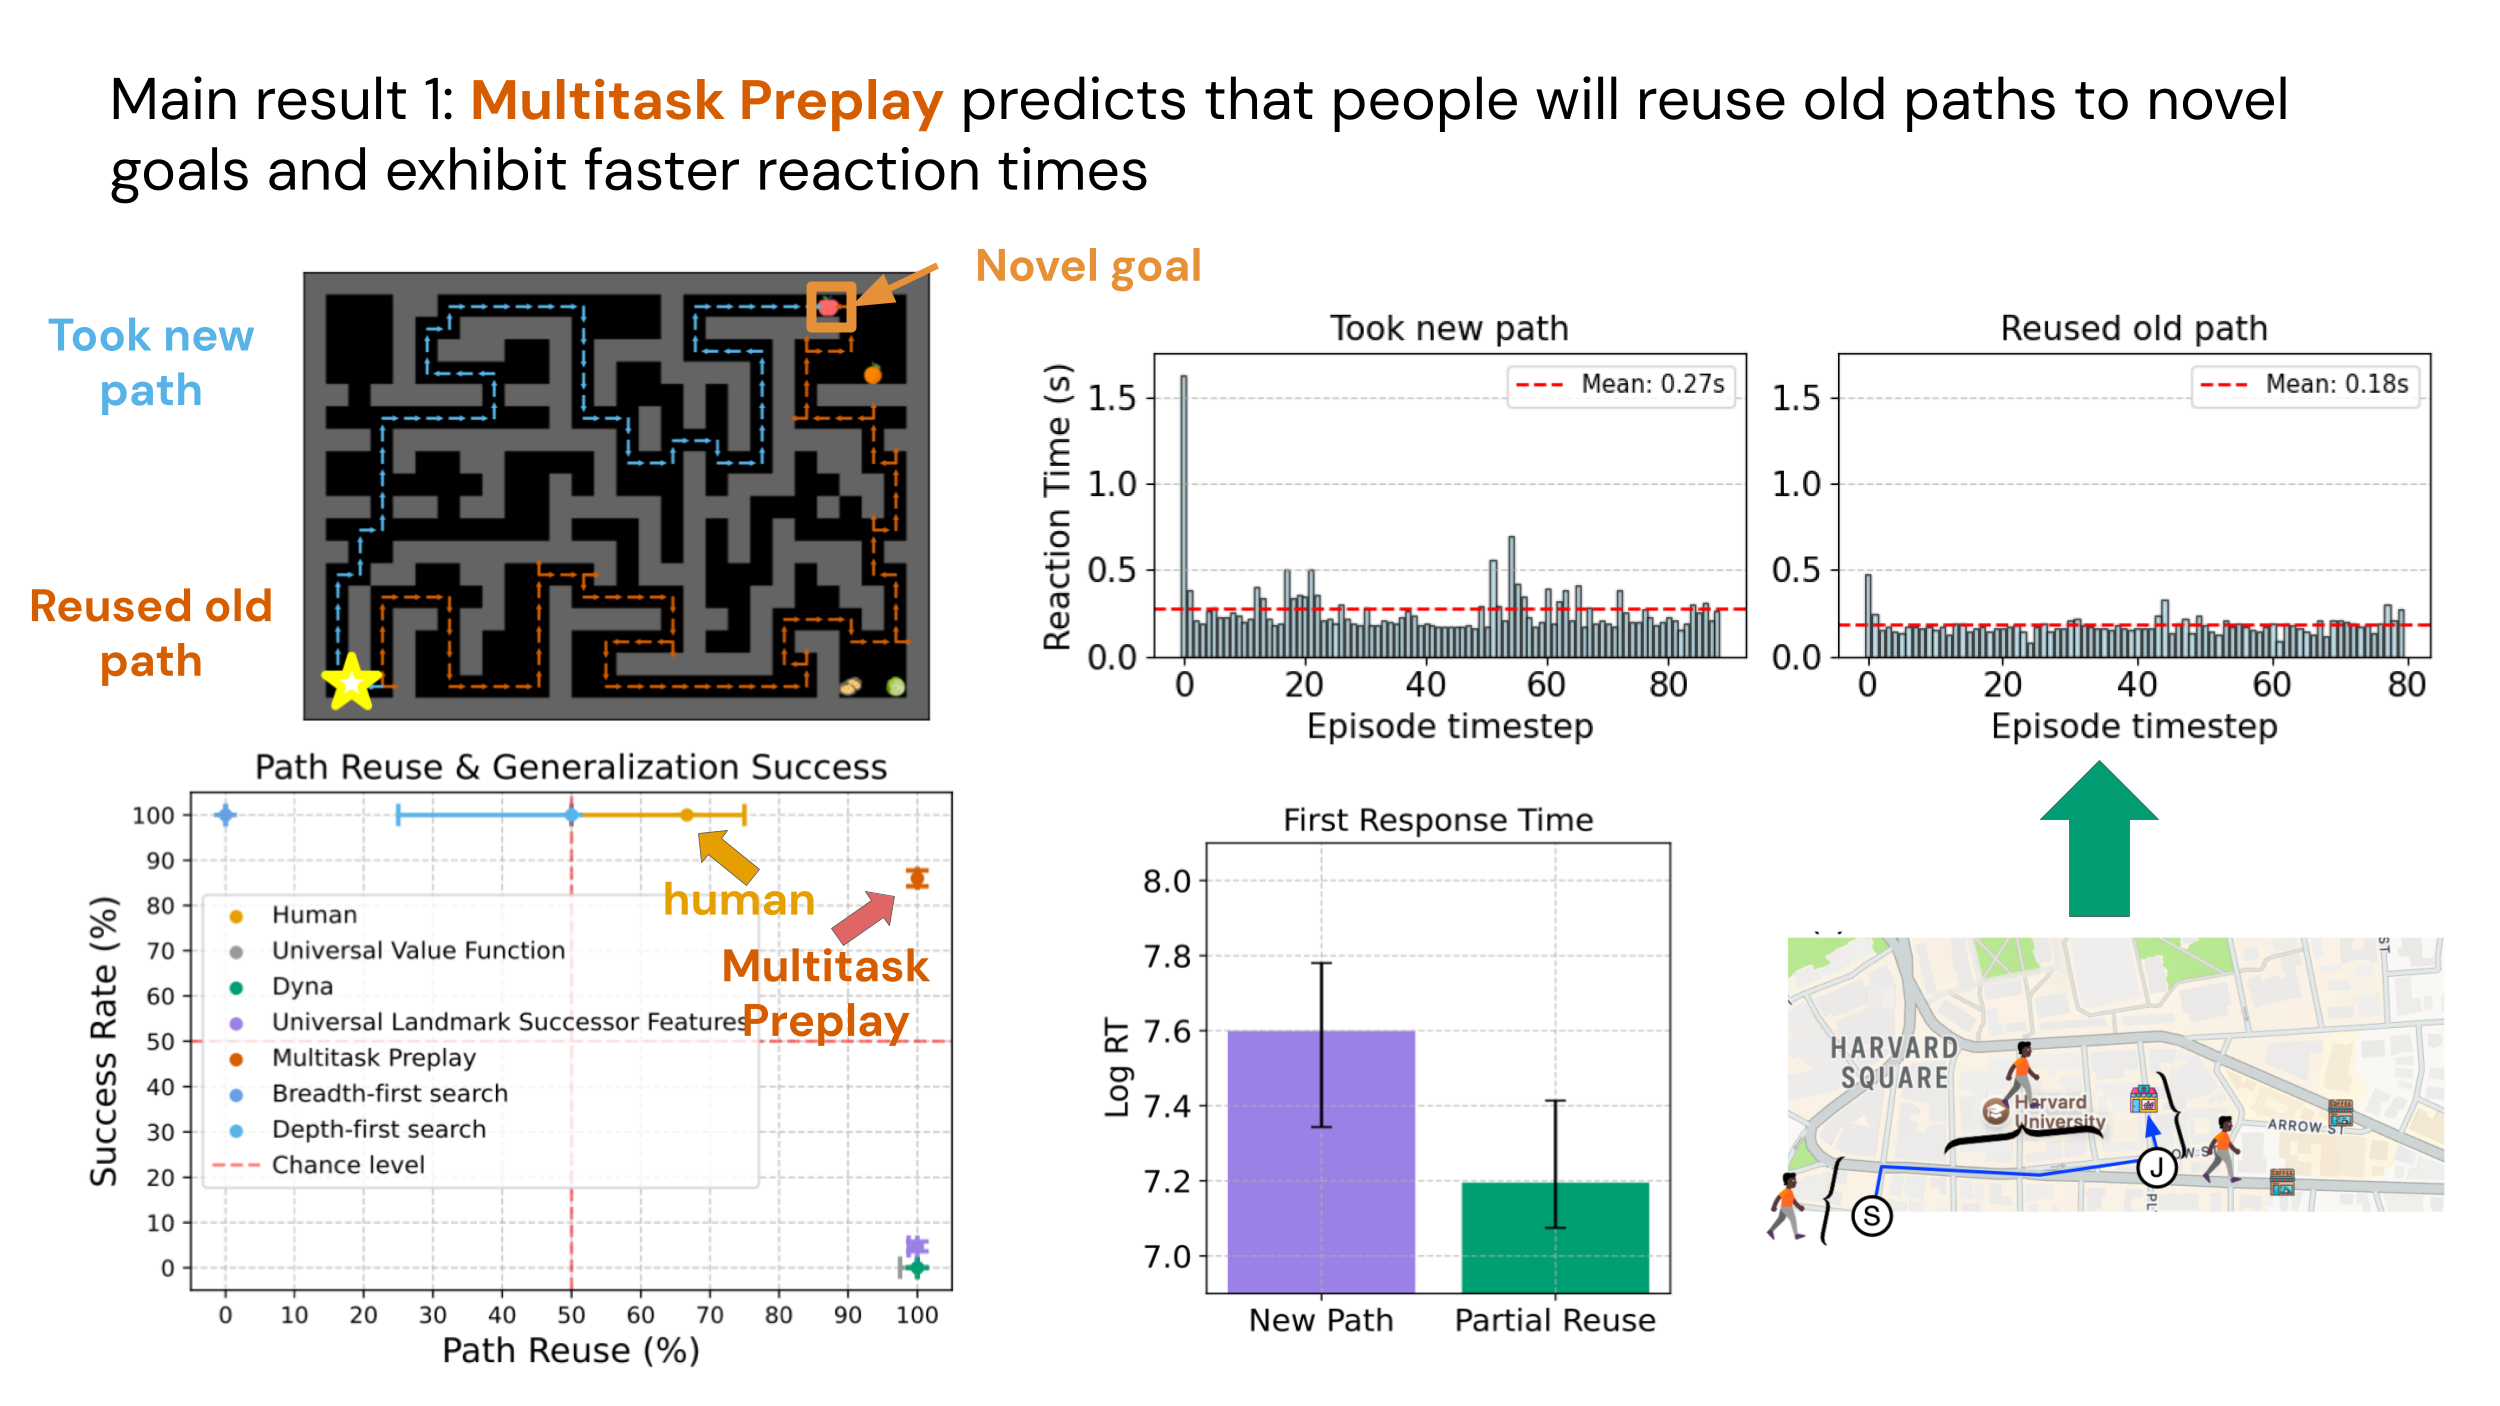 Main result 1: Multitask Preplay predicts that people will reuse old paths to novel
goals and exhibit faster reaction times
Novel goal
Took new
path
Reused old
path
Took new path
Mean: 0.27s
Reaction Time (s)
1.5
1.0
0.5
0.0
0 20 40 60 80
Episode timestep
Reused old path
Mean: 0.18s
1.5
1.0
0.5
0.0
0 20 40 60 80
Episode timestep
Path Reuse & Generalization Success
Success Rate (%)
100
90
80
70
60
50
40
30
20
10
0
human
Multitask
Preplay
Human
Universal Value Function
Dyna
Universal Landmark Successor Features
Multitask Preplay
Breadth-first search
Depth-first search
Chance level
0 10 20 30 40 50 60 70 80 90 100
Path Reuse (%)
First Response Time
Log RT
8.0
7.8
7.6
7.4
7.2
7.0
New Path Partial Reuse
HARVARD
SQUARE
Harvard
University
ARROW ST
ST
COFFEE
COFFEE
J
S